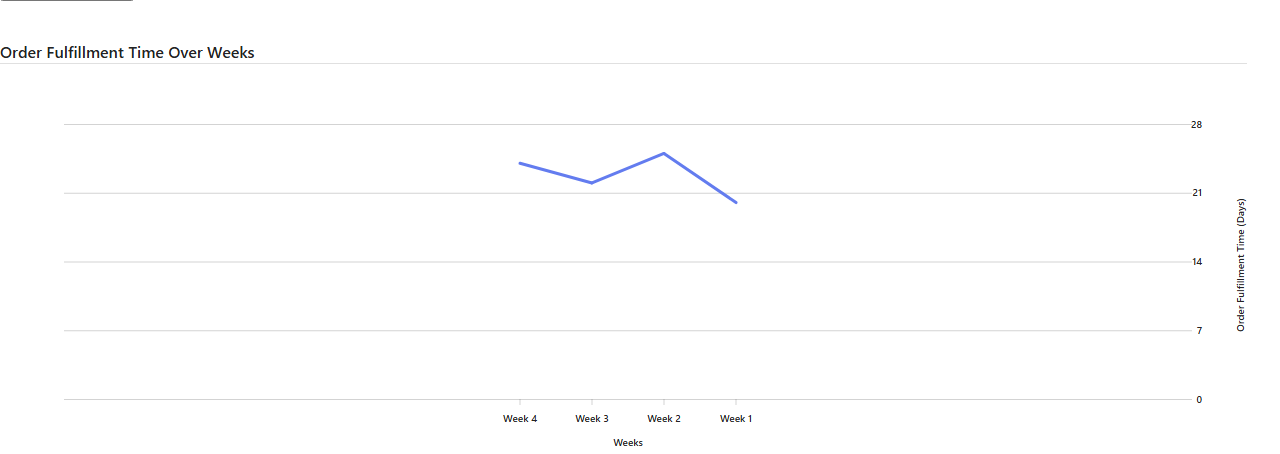 Order Fulfillment Time Over Weeks
28
21
14
7
0
Order Fulfillment Time (Days)
Week 4 Week 3 Week 2 Week 1
Weeks